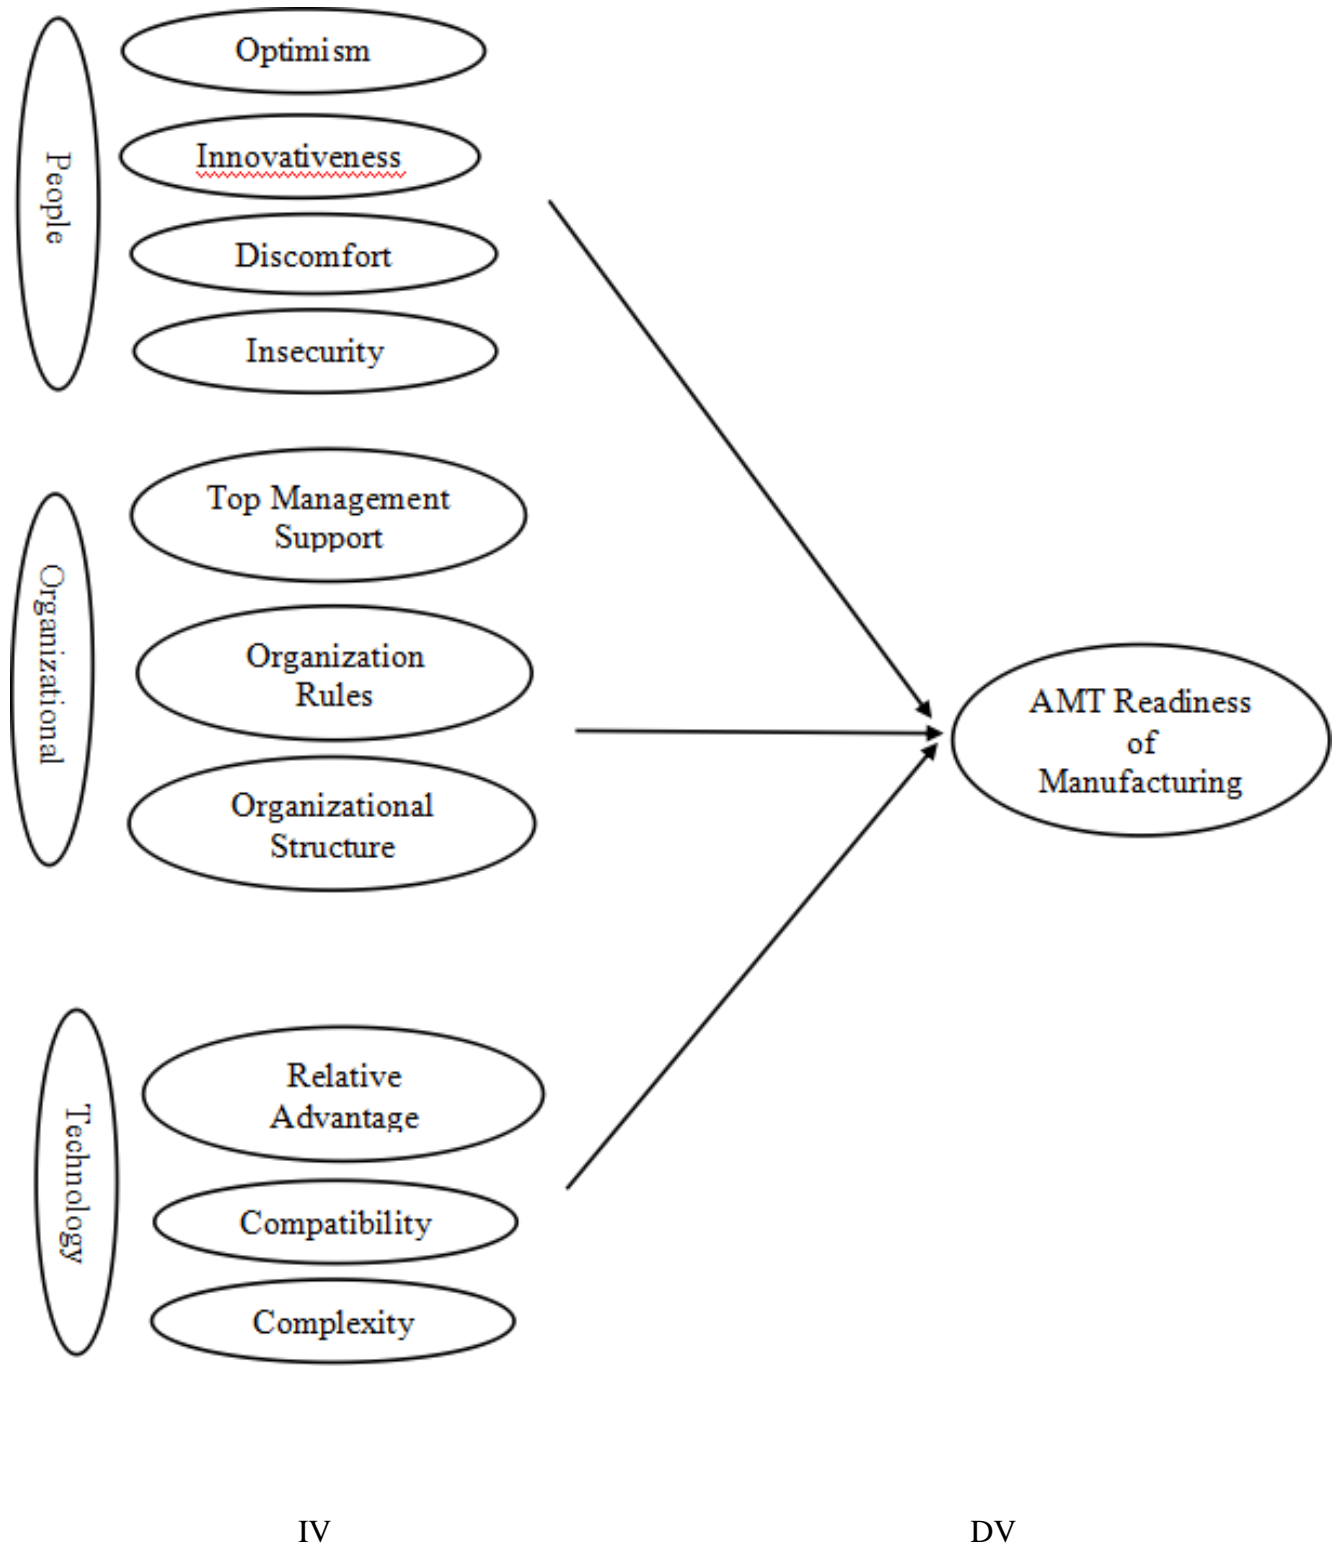 People
Optimism
Innovativeness
Discomfort
Insecurity
Organizational
Top Management
Support
Organization
Rules
Organizational
Structure
AMT Readiness
of
Manufacturing
Technology
Relative
Advantage
Compatibility
Complexity
IV
DV